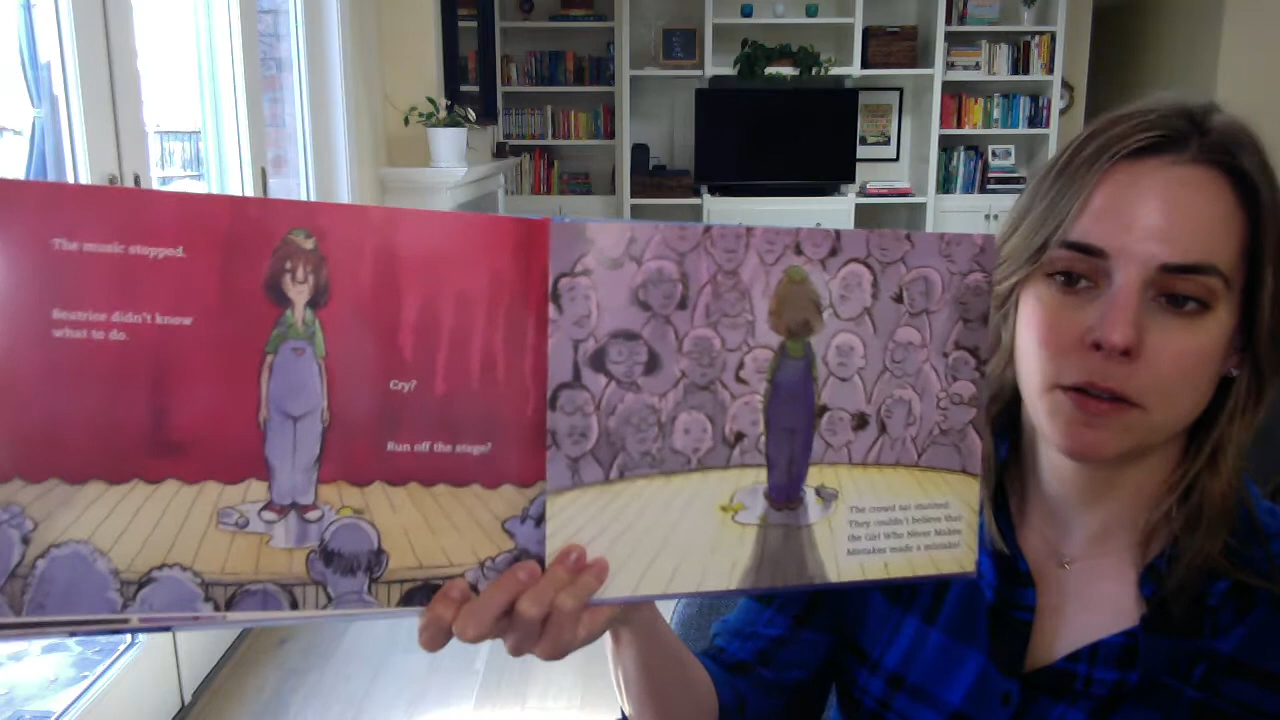 The music stopped.
Beatrice didn't know
what to do.
Cry?
Run off the stage?
The crowd sat stunned.
They couldn't believe that
the Girl Who Never Makes
Mistakes made a mistake!